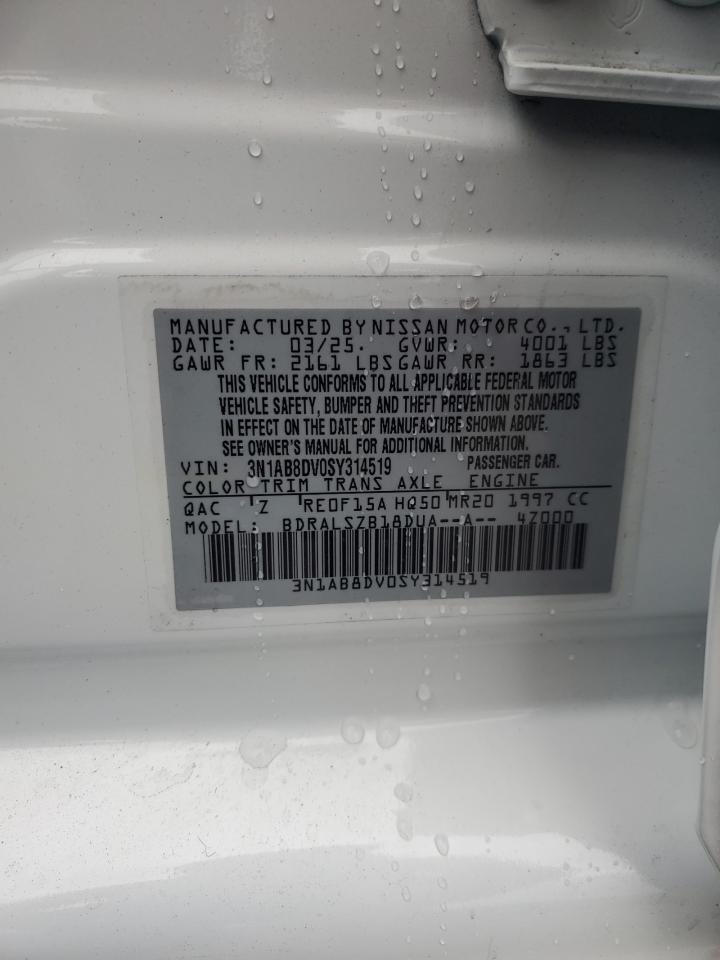 MANUFACTURED BY NISSAN MOTOR CO., LTD.
DATE: 03/25. GVWR: 4001 LBS
GAWR FR: 2161 LBS GAWR RR: 1863 LBS
THIS VEHICLE CONFORMS TO ALL APPLICABLE FEDERAL MOTOR
VEHICLE SAFETY, BUMPER AND THEFT PREVENTION STANDARDS
IN EFFECT ON THE DATE OF MANUFACTURE SHOWN ABOVE.
SEE OWNER'S MANUAL FOR ADDITIONAL INFORMATION.
VIN: 3N1AB8DV0SY314519 PASSENGER CAR.
COLOR TRIM TRANS AXLE ENGINE
QAC Z RE0F15A HQ50 MR20 1997 CC
MODEL: BDRALSZB18DUA--A-- 4Z000
3N1AB8DV0SY314519